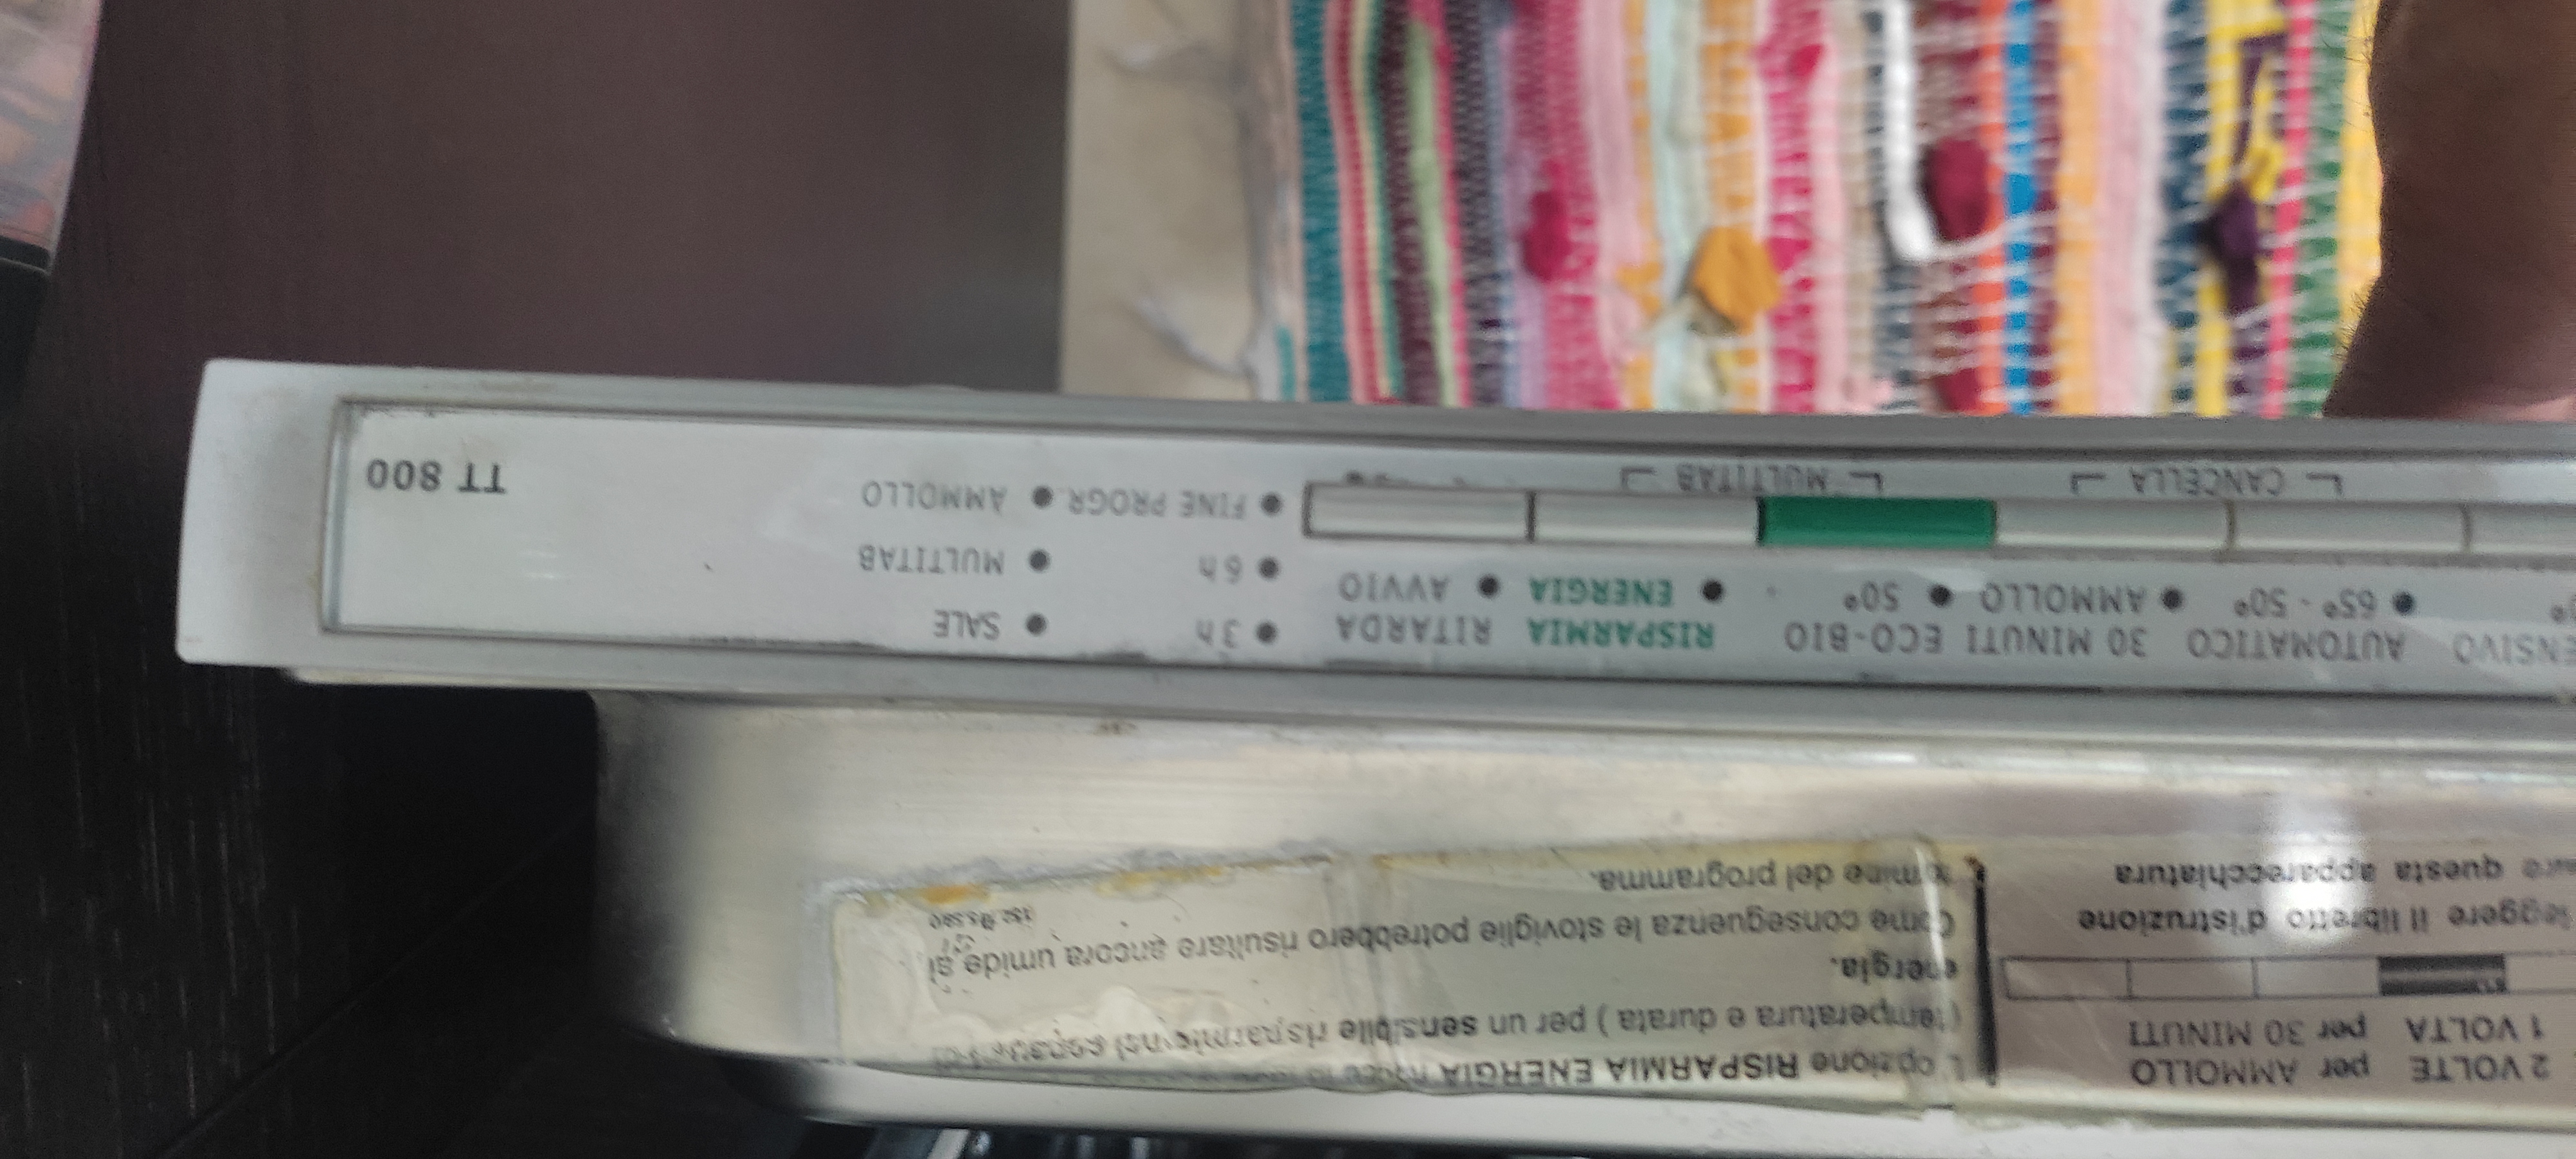 2 VOLTE per AMMOLLO
1 VOLTA per 30 MINUTI
leggere il libretto d'istruzione
questa apparecchiatura
L'opzione RISPARMIA ENERGIA
(temperatura e durata) per un sensibile risparmio
energia.
Come conseguenza le stoviglie potrebbero risultare ancora umide al
termine del programma.
AUTOMATICO 30 MINUTI ECO-BIO RISPARMIA RITARDA 3 h SALE
65° - 50° AMMOLLO 50° ENERGIA AVVIO 6 h MULTITAB
FINE PROGR. AMMOLLO
CANCELLA MULTITAB
TT 800